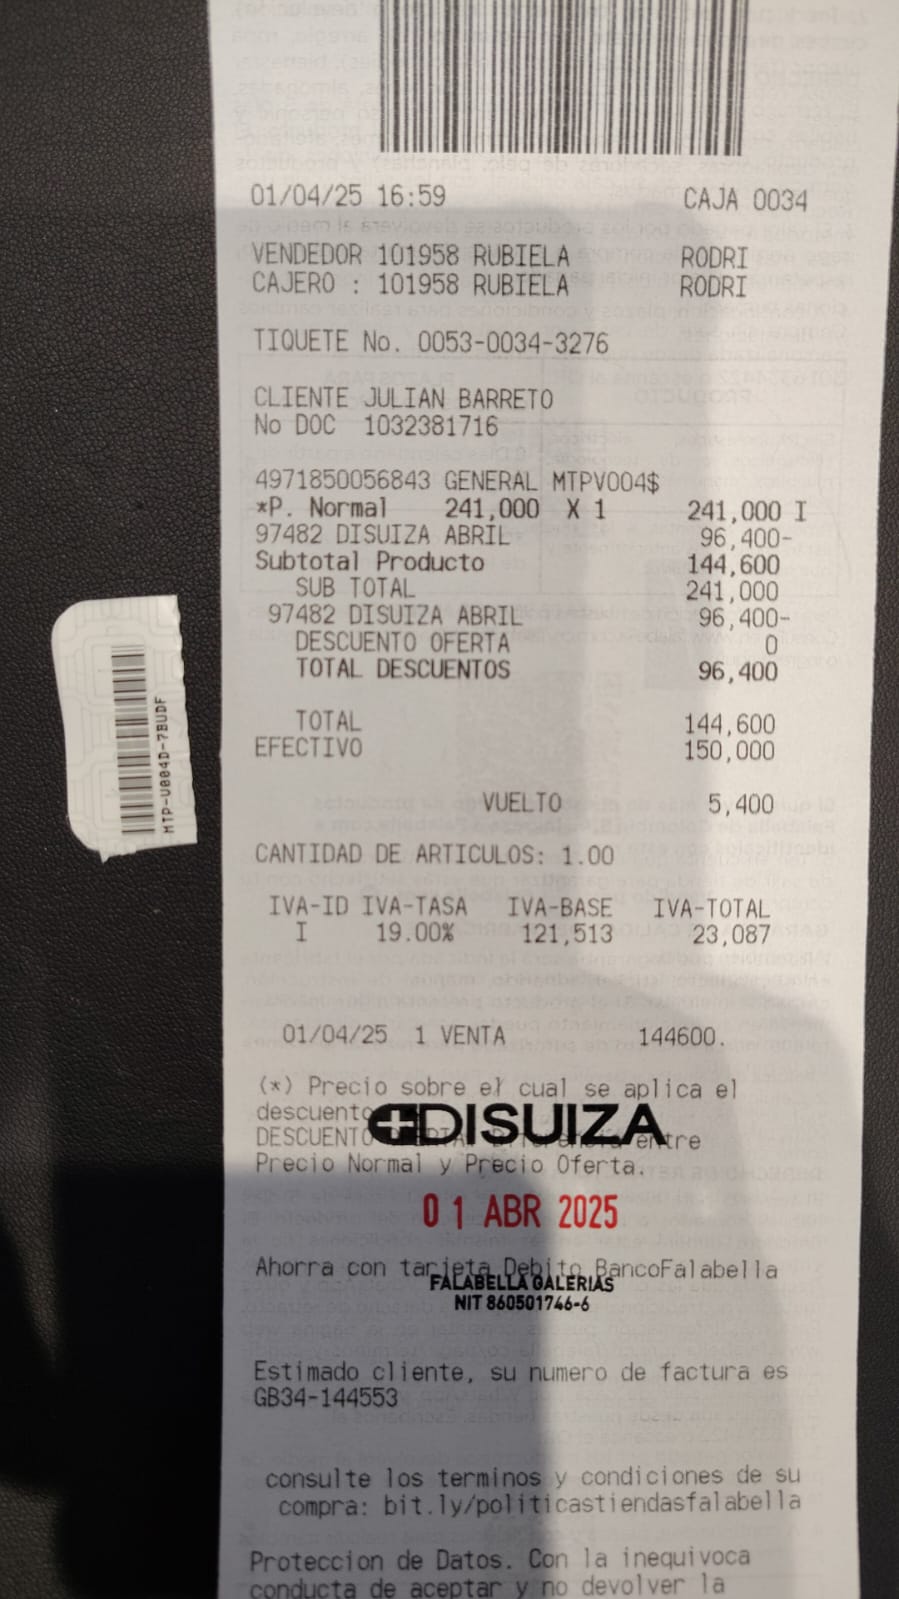 01/04/25 16:59 CAJA 0034
VENDEDOR 101958 RUBIELA RODRI
CAJERO : 101958 RUBIELA RODRI
TIQUETE No. 0053-0034-3276
CLIENTE JULIAN BARRETO
No DOC 1032381716
4971850056843 GENERAL MTPV004$
*P. Normal 241,000 X 1 241,000 I
97482 DISUIZA ABRIL 96,400-
Subtotal Producto 144,600
SUB TOTAL 241,000
97482 DISUIZA ABRIL 96,400-
DESCUENTO OFERTA 0
TOTAL DESCUENTOS 96,400
TOTAL 144,600
EFECTIVO 150,000
VUELTO 5,400
CANTIDAD DE ARTICULOS: 1.00
IVA-ID IVA-TASA IVA-BASE IVA-TOTAL
I 19.00% 121,513 23,087
01/04/25 1 VENTA 144600.
(*) Precio sobre el cual se aplica el
descuento
DISUIZA
DESCUENTO OFERTA: Diferencia entre
Precio Normal y Precio Oferta.
01 ABR 2025
Ahorra con tarjeta Debito BancoFalabella
FALABELLA GALERIAS
NIT 860501746-6
Estimado cliente, su numero de factura es
GB34-144553
consulte los terminos y condiciones de su
compra: bit.ly/politicastiendasfalabella
Proteccion de Datos. Con la inequivoca
conducta de aceptar y no devolver la
MTP-V004D-7BUDF